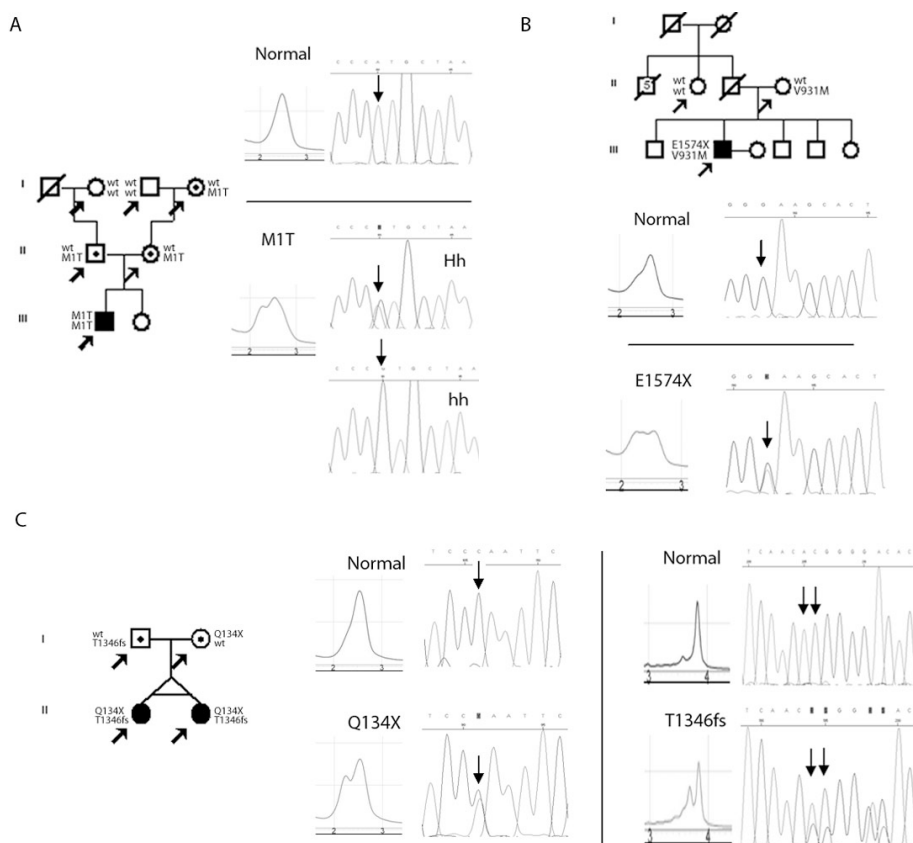 A
Normal
C C C A T G C T A A
2 3
I
wt
wt
wt
wt
wt
M1T
II
wt
M1T
wt
M1T
III
M1T
M1T
M1T
C C C N T G C T A A
Hh
2 3
C C C T G C T A A
hh
B
I
II
5
wt
wt
wt
V931M
III
E1574X
V931M
Normal
G G G A A G C A C T
2 3
E1574X
G G N A A G C A C T
2 3
C
I
wt
T1346fs
Q134X
wt
II
Q134X
T1346fs
Q134X
T1346fs
Normal
T C C C A A T T C
2 3
Q134X
T C C N A A T T C
2 3
Normal
T C A A C A C G G G G A C A C
3 4
T1346fs
T C A A C N N G G G N N A C
3 4